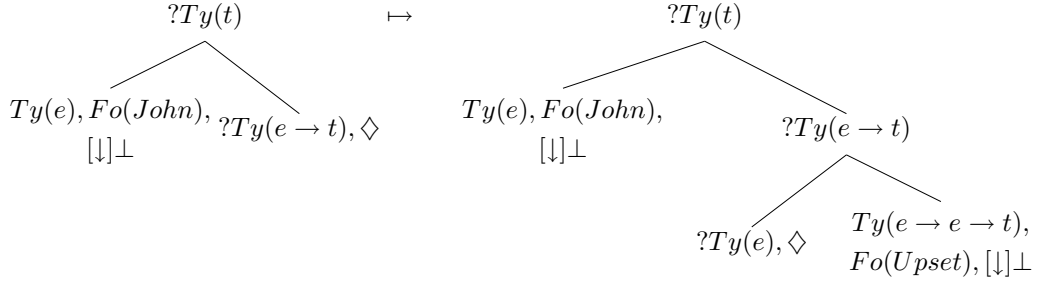 ?Ty(t) ↦ ?Ty(t)
Ty(e), Fo(John), ?Ty(e → t), ◇ Ty(e), Fo(John), ?Ty(e → t)
[↓]⊥ [↓]⊥
?Ty(e), ◇ Ty(e → e → t),
Fo(Upset), [↓]⊥